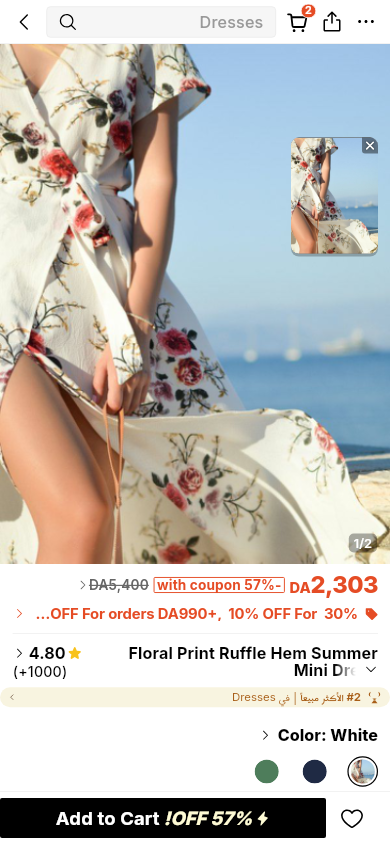 Dresses
2
1/2
DA2,303 with coupon 57%- DA5,400
30% OFF For orders DA990+, 10% OFF For...
Floral Print Ruffle Hem Summer
Mini Dre
4.80
(1000+)
#2 الأكثر مبيعاً | في Dresses
Color: White
Add to Cart !OFF 57%